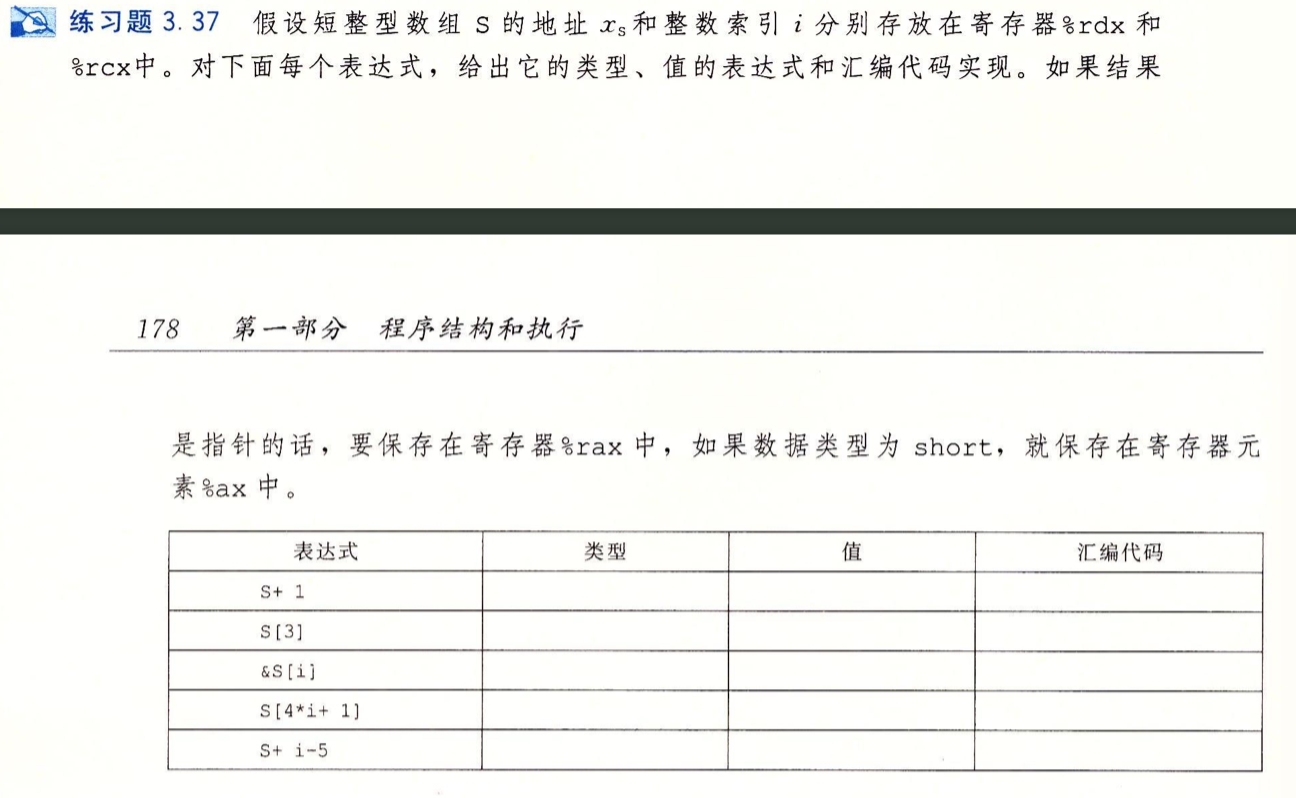 练习题 3.37 假设短整型数组 S 的地址 xs和整数索引 i 分别存放在寄存器%rdx 和
%rcx中。对下面每个表达式，给出它的类型、值的表达式和汇编代码实现。如果结果
178 第一部分 程序结构和执行
是指针的话，要保存在寄存器%rax 中，如果数据类型为 short，就保存在寄存器元
素%ax 中。
表达式 类型 值 汇编代码
S+ 1
S[3]
&S[i]
S[4*i+ 1]
S+ i-5